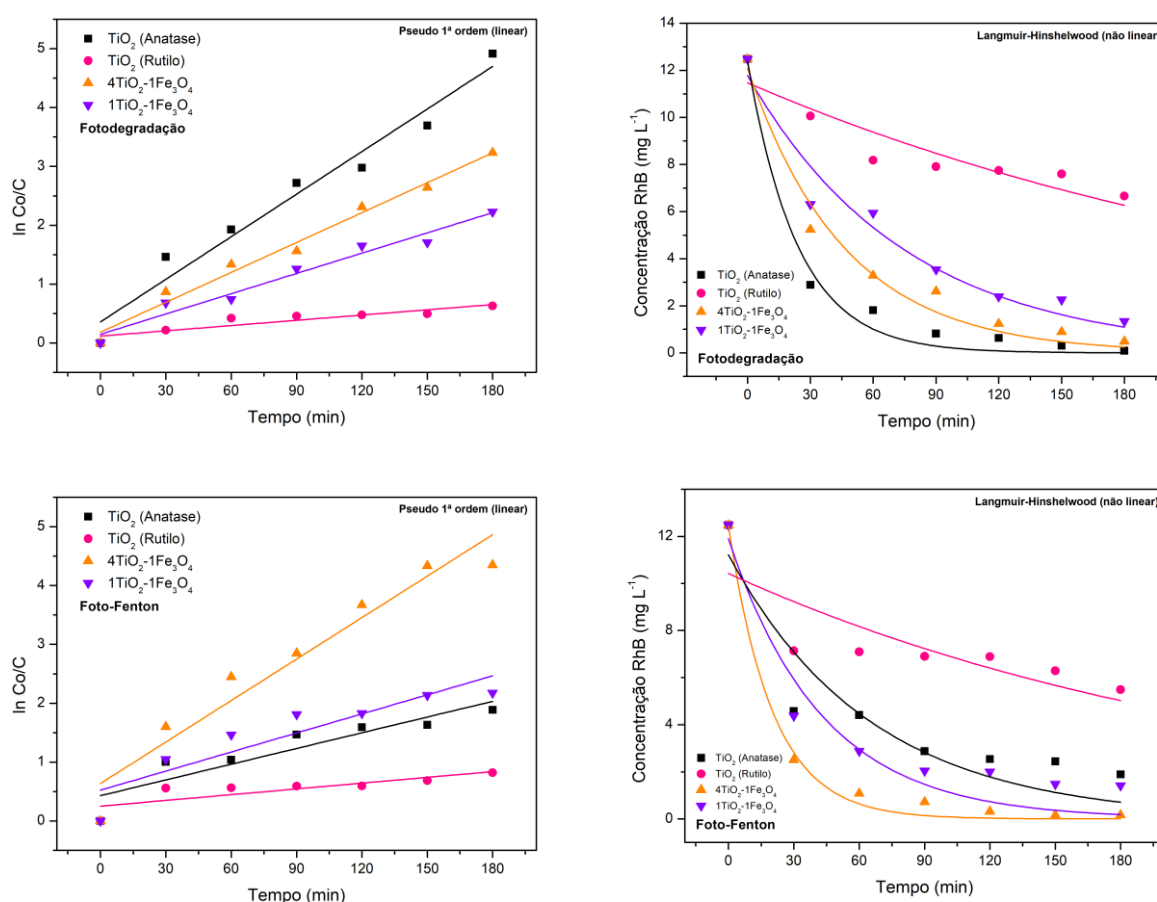 Pseudo 1ª ordem (linear)
TiO₂ (Anatase)
TiO₂ (Rutilo)
4TiO₂-1Fe₃O₄
1TiO₂-1Fe₃O₄
Fotodegradação
ln Co/C
5
4
3
2
1
0
0 30 60 90 120 150 180
Tempo (min)
Langmuir-Hinshelwood (não linear)
Concentração RhB (mg L⁻¹)
14
12
10
8
6
4
2
0
TiO₂ (Anatase)
TiO₂ (Rutilo)
4TiO₂-1Fe₃O₄
1TiO₂-1Fe₃O₄
Fotodegradação
0 30 60 90 120 150 180
Tempo (min)
Pseudo 1ª ordem (linear)
TiO₂ (Anatase)
TiO₂ (Rutilo)
4TiO₂-1Fe₃O₄
1TiO₂-1Fe₃O₄
Foto-Fenton
ln Co/C
5
4
3
2
1
0
0 30 60 90 120 150 180
Tempo (min)
Langmuir-Hinshelwood (não linear)
Concentração RhB (mg L⁻¹)
12
8
4
0
TiO₂ (Anatase)
TiO₂ (Rutilo)
4TiO₂-1Fe₃O₄
1TiO₂-1Fe₃O₄
Foto-Fenton
0 30 60 90 120 150 180
Tempo (min)